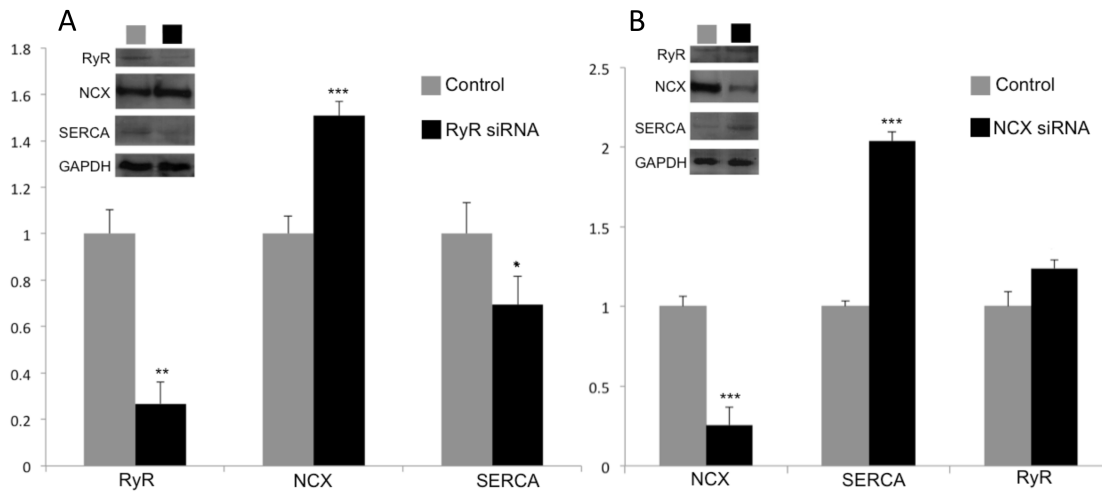 A
RyR
NCX
SERCA
GAPDH
Control
RyR siRNA
1.8
1.6
1.4
1.2
1
0.8
0.6
0.4
0.2
0
**
***
*
RyR
NCX
SERCA
B
RyR
NCX
SERCA
GAPDH
Control
NCX siRNA
2.5
2
1.5
1
0.5
0
***
***
NCX
SERCA
RyR